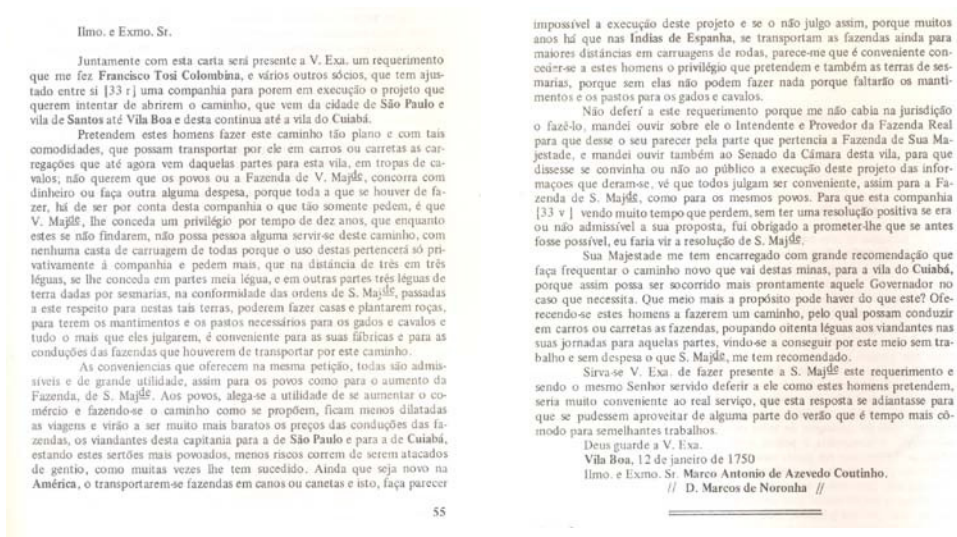 Ilmo. e Exmo. Sr.
Juntamente com esta carta será presente a V. Exa. um requerimento
que me fez Francisco Tosi Colombina, e vários outros sócios, que tem ajus-
tado entre si [33 r] uma companhia para porem em execução o projeto que
querem intentar de abrirem o caminho, que vem da cidade de São Paulo e
vila de Santos até Vila Boa e desta continua até a vila do Cuiabá.
Pretendem estes homens fazer este caminho tão plano e com tais
comodidades, que possam transportar por ele em carros ou carretas as car-
regações que até agora vem daquelas partes para esta vila, em tropas de ca-
valos; não querem que os povos ou a Fazenda de V. Majde, concorra com
dinheiro ou faça outra alguma despesa, porque toda a que se houver de fa-
zer, há de ser por conta desta companhia o que tão somente pedem, é que
V. Majde, lhe conceda um privilégio por tempo de dez anos, que enquanto
estes se não findarem, não possa pessoa alguma servir-se deste caminho, com
nenhuma casta de carruagem de todas porque o uso destas pertencerá só pri-
vativamente à companhia e pedem mais, que na distância de três em três
léguas, se lhe conceda em partes meia légua, e em outras partes três léguas de
terra dadas por sesmarias, na conformidade das ordens de S. Majde, passadas
a este respeito para nestas tais terras, poderem fazer casas e plantarem roças,
para terem os mantimentos e os pastos necessários para os gados e cavalos e
tudo o mais que eles julgarem, é conveniente para as suas fábricas e para as
conduções das fazendas que houverem de transportar por este caminho.
As conveniencias que oferecem na mesma petição, todas são admis-
síveis e de grande utilidade, assim para os povos como para o aumento da
Fazenda, de S. Majde. Aos povos, alega-se a utilidade de se aumentar o co-
mércio e fazendo-se o caminho como se propõem, ficam menos dilatadas
as viagens e virão a ser muito mais baratos os preços das conduções das fa-
zendas, os viandantes desta capitania para a de São Paulo e para a de Cuiabá,
estando estes sertões mais povoados, menos riscos correm de serem atacados
de gentio, como muitas vezes lhe tem sucedido. Ainda que seja novo na
América, o transportarem-se fazendas em canos ou canetas e isto, faça parecer
55
impossível a execução deste projeto e se o não julgo assim, porque muitos
anos há que nas Indias de Espanha, se transportam as fazendas ainda para
maiores distâncias em carruagens de rodas, parece-me que é conveniente con-
ceder-se a estes homens o privilégio que pretendem e também as terras de ses-
marias, porque sem elas não podem fazer nada porque faltarão os manti-
mentos e os pastos para os gados e cavalos.
Não deferí a este requerimento porque me não cabia na jurisdição
o fazê-lo, mandei ouvir sobre ele o Intendente e Provedor da Fazenda Real
para que desse o seu parecer pela parte que pertencia a Fazenda de Sua Ma-
jestade, e mandei ouvir também ao Senado da Câmara desta vila, para que
dissesse se convinha ou não ao público a execução deste projeto das infor-
maçoes que deram-se, vé que todos julgam ser conveniente, assim para a Fa-
zenda de S. Majde, como para os mesmos povos. Para que esta companhia
[33 v ] vendo muito tempo que perdem, sem ter uma resolução positiva se era
ou não admissível a sua proposta, fui obrigado a prometer-lhe que se antes
fosse possível, eu faria vir a resolução de S. Majde.
Sua Majestade me tem encarregado com grande recomendação que
faça frequentar o caminho novo que vai destas minas, para a vila do Cuiabá,
porque assim possa ser socorrido mais prontamente aquele Governador no
caso que necessita. Que meio mais a propósito pode haver do que este? Ofe-
recendo-se estes homens a fazerem um caminho, pelo qual possam conduzir
em carros ou carretas as fazendas, poupando oitenta léguas aos viandantes nas
suas jornadas para aquelas partes, vindo-se a conseguir por este meio sem tra-
balho e sem despesa o que S. Majde, me tem recomendado.
Sirva-se V. Exa. de fazer presente a S. Majde este requerimento e
sendo o mesmo Senhor servido deferir a ele como estes homens pretendem,
seria muito conveniente ao real serviço, que esta resposta se adiantasse para
que se pudessem aproveitar de alguma parte do verão que é tempo mais cô-
modo para semelhantes trabalhos.
Deus guarde a V. Exa.
Vila Boa, 12 de janeiro de 1750
Ilmo. e Exmo. Sr. Marco Antonio de Azevedo Coutinho.
// D. Marcos de Noronha //